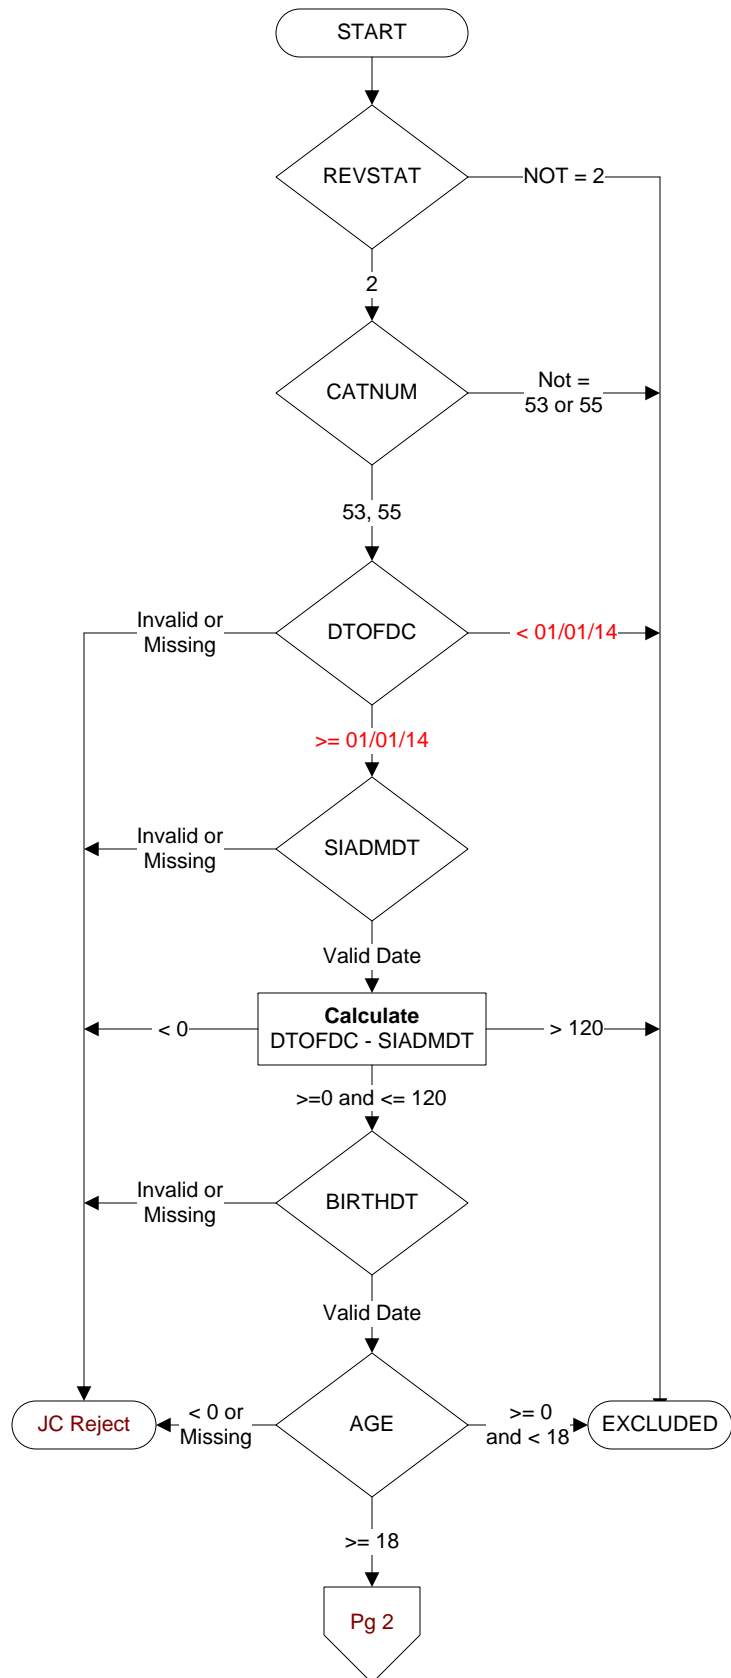 START
REVSTAT
NOT = 2
2
CATNUM
Not =
53 or 55
53, 55
Invalid or
Missing
DTOFDC
< 01/01/14
>= 01/01/14
Invalid or
Missing
SIADMDT
Valid Date
< 0
Calculate
DTOFDC - SIADMDT
> 120
>=0 and <= 120
Invalid or
Missing
BIRTHDT
Valid Date
JC Reject
< 0 or
Missing
AGE
>= 0
and < 18
EXCLUDED
>= 18
Pg 2